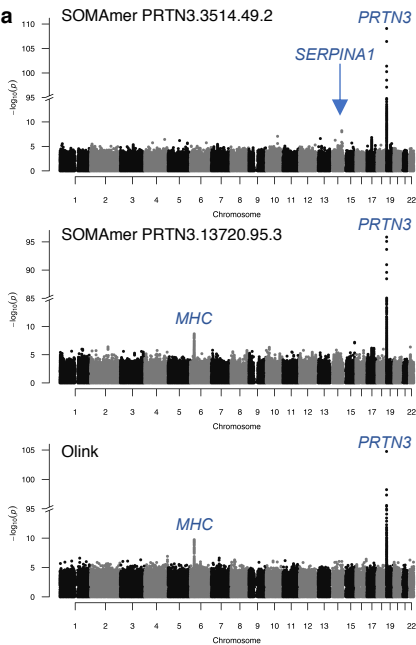 a
SOMAmer PRTN3.3514.49.2
PRTN3
SERPINA1
110
105
100
95
10
5
0
−log10(p)
1 2 3 4 5 6 7 8 9 10 11 12 13 15 17 19 22
Chromosome
SOMAmer PRTN3.13720.95.3
PRTN3
MHC
95
90
85
10
5
0
−log10(p)
1 2 3 4 5 6 7 8 9 10 11 12 13 15 17 19 22
Chromosome
Olink
PRTN3
MHC
105
95
10
5
0
−log10(p)
1 2 3 4 5 6 7 8 9 10 11 12 13 15 17 19 22
Chromosome